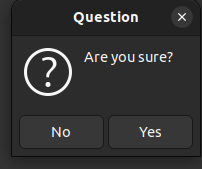 Question
Are you sure?
No
Yes